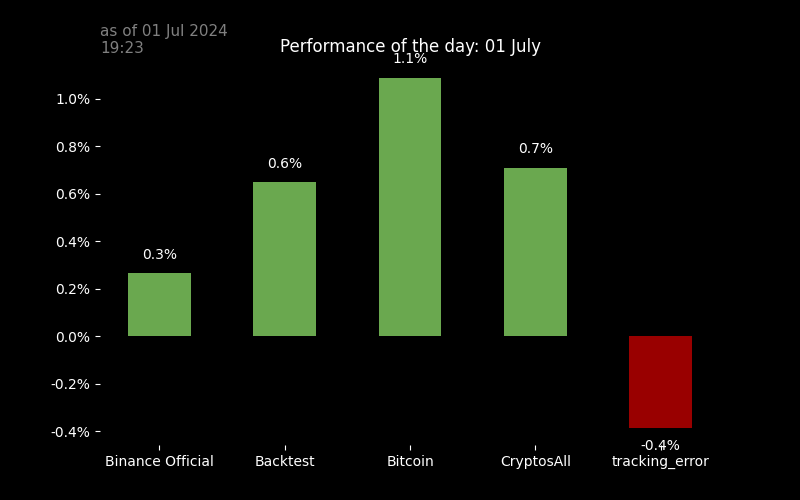 as of 01 Jul 2024
19:23
Performance of the day: 01 July
1.1%
1.0%
0.8%
0.7%
0.6%
0.6%
0.4%
0.3%
0.2%
0.0%
-0.2%
-0.4%
-0.4%
Binance Official
Backtest
Bitcoin
CryptosAll
tracking_error